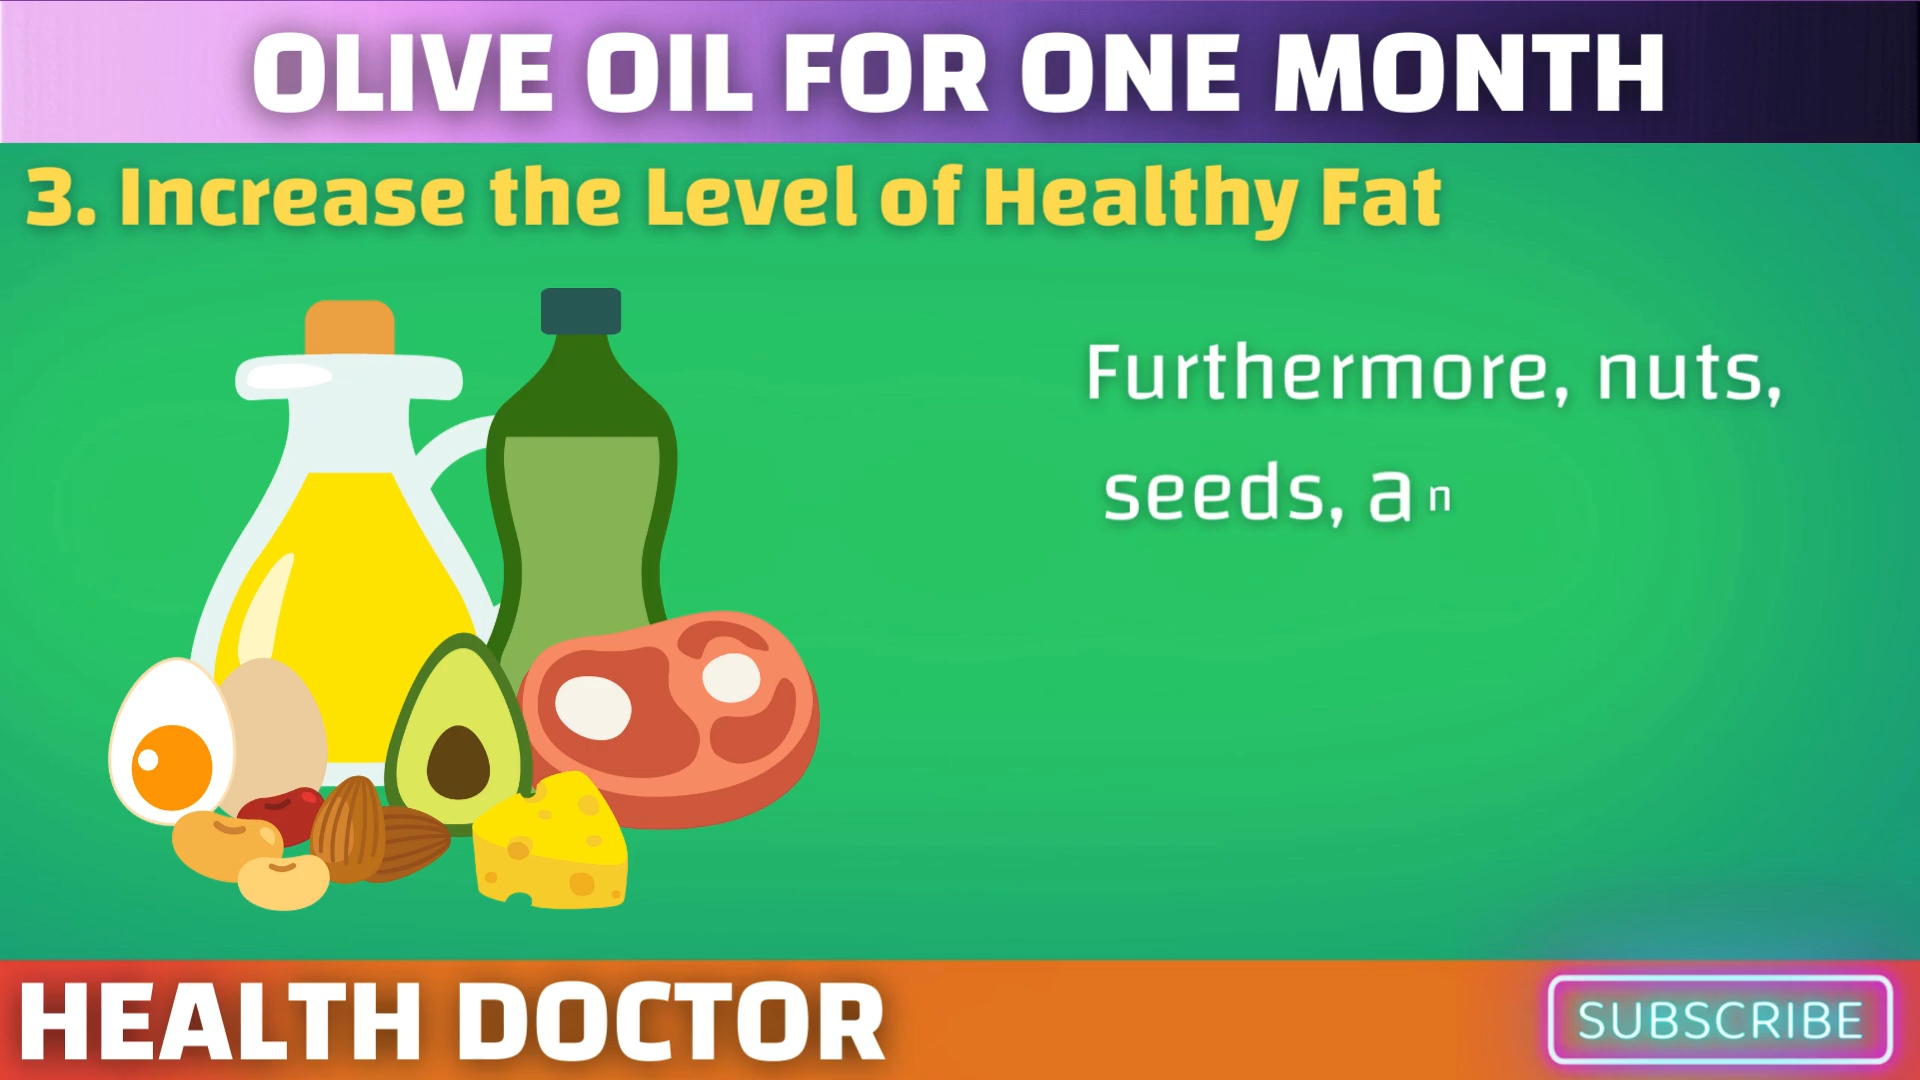 OLIVE OIL FOR ONE MONTH
3. Increase the Level of Healthy Fat
Furthermore, nuts,
seeds, an
HEALTH DOCTOR
SUBSCRIBE